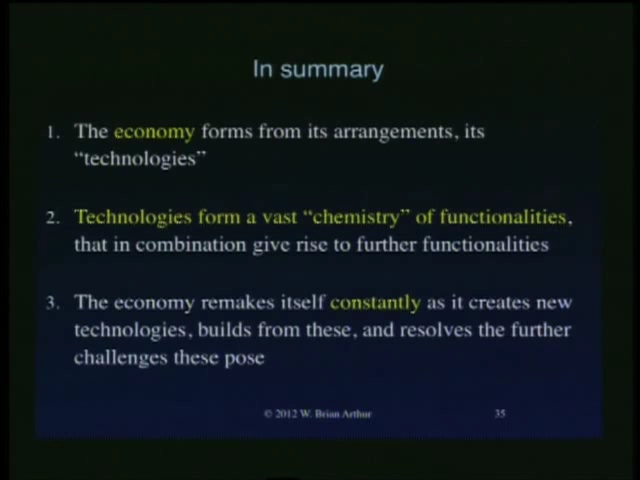 In summary
1. The economy forms from its arrangements, its
“technologies”
2. Technologies form a vast “chemistry” of functionalities,
that in combination give rise to further functionalities
3. The economy remakes itself constantly as it creates new
technologies, builds from these, and resolves the further
challenges these pose
© 2012 W. Brian Arthur 35